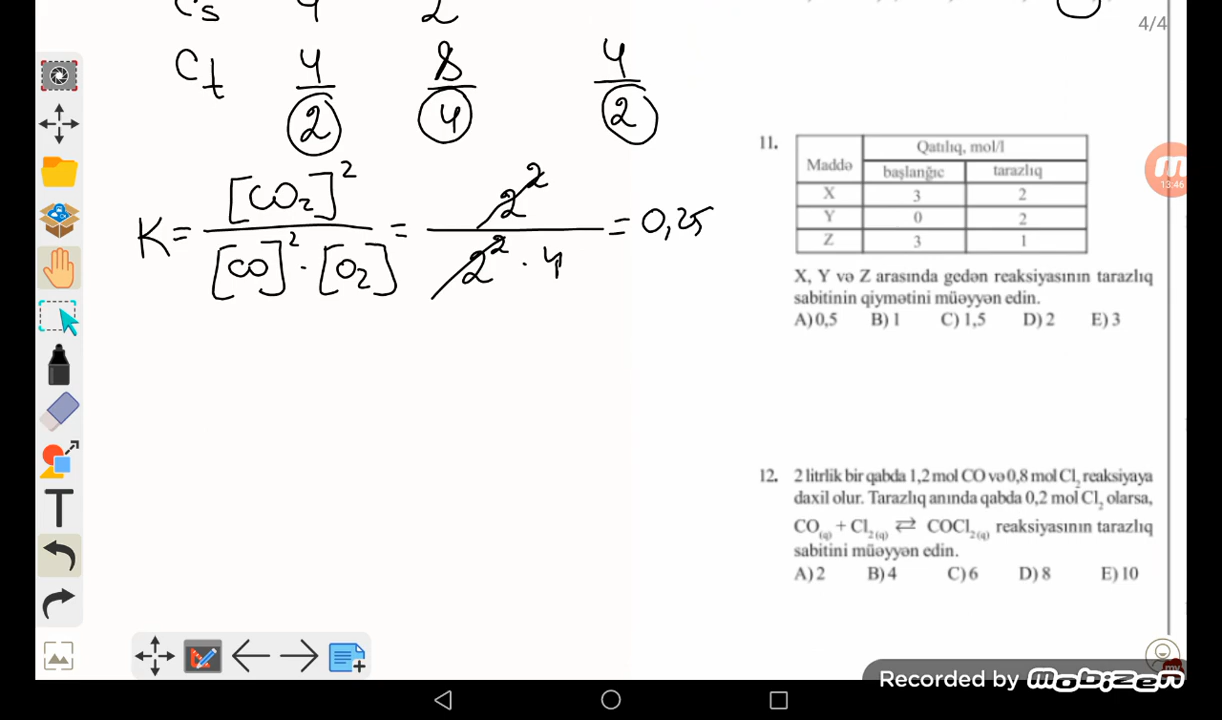 Cs 4 2
4/4
Ct 4/2 8/4 4/2
K = [CO₂]² / [CO]² · [O₂] = 2² / 2² · 4 = 0,25
11.
Maddə Qatılıq, mol/l
başlanğıc tarazlıq
X 3 2
Y 0 2
Z 3 1
X, Y və Z arasında gedən reaksiyasının tarazlıq
sabitinin qiymətini müəyyən edin.
A) 0,5 B) 1 C) 1,5 D) 2 E) 3
12. 2 litrlik bir qabda 1,2 mol CO və 0,8 mol Cl₂ reaksiyaya
daxil olur. Tarazlıq anında qabda 0,2 mol Cl₂ olarsa,
CO(q) + Cl₂(q) ⇄ COCl₂(q) reaksiyasının tarazlıq
sabitini müəyyən edin.
A) 2 B) 4 C) 6 D) 8 E) 10
13:46
T
Recorded by mobizen